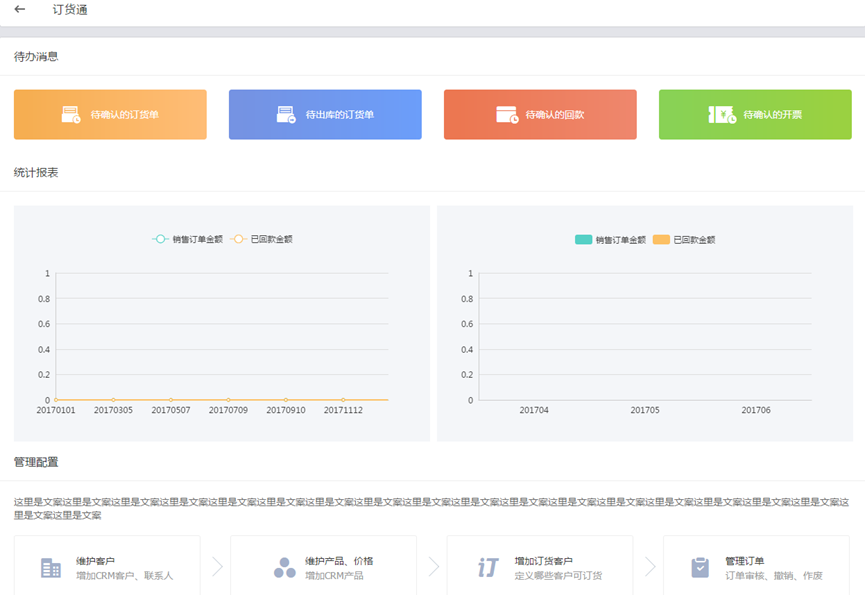 订货通
待办消息
待确认的订货单
待出库的订货单
待确认的回款
待确认的开票
统计报表
销售订单金额 已回款金额
1
0.8
0.6
0.4
0.2
0
20170101 20170305 20170507 20170709 20170910 20171112
销售订单金额 已回款金额
1
0.8
0.6
0.4
0.2
0
201704 201705 201706
管理配置
这里是文案这里是文案这里是文案这里是文案这里是文案这里是文案这里是文案这里是文案这里是文案这里是文案这里是文案这里是文案这里是文案这里是文案这里是文案这里是文案这里是文案这
里是文案这里是文案
维护客户
增加CRM客户、联系人
维护产品、价格
增加CRM产品
iT
增加订货客户
定义哪些客户可订货
管理订单
订单审核、撤销、作废